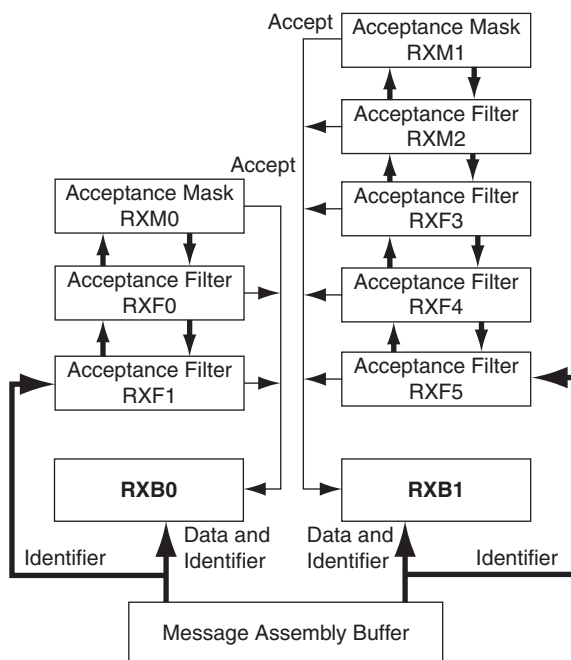 Accept
Acceptance Mask
RXM1
Acceptance Filter
RXM2
Acceptance Filter
RXF3
Acceptance Filter
RXF4
Acceptance Filter
RXF5
Accept
Acceptance Mask
RXM0
Acceptance Filter
RXF0
Acceptance Filter
RXF1
RXB0
RXB1
Identifier
Data and
Identifier
Data and
Identifier
Identifier
Message Assembly Buffer